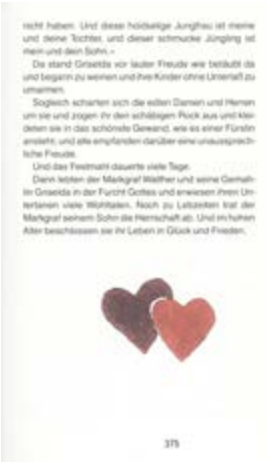 nicht haben. Und diese holdselige Jungfrau ist meine
und deine Tochter, und dieser schmucke Jüngling ist
mein und dein Sohn.«
Da stand Griselda vor lauter Freude wie betäubt da
und begann zu weinen und ihre Kinder ohne Unterlaß zu
umarmen.
Sogleich scharten sich die edlen Damen und Herren
um sie und zogen ihr den schäbigen Rock aus und klei-
deten sie in das schönste Gewand, wie es einer Fürstin
ansteht, und alle empfanden darüber eine unaussprech-
liche Freude.
Und das Festmahl dauerte viele Tage.
Dann lebten der Markgraf Walther und seine Gemah-
lin Griselda in der Furcht Gottes und erwiesen ihren Un-
tertanen viele Wohltaten. Noch zu Lebzeiten trat der
Markgraf seinem Sohn die Herrschaft ab. Und im hohen
Alter beschlossen sie ihr Leben in Glück und Frieden.
375